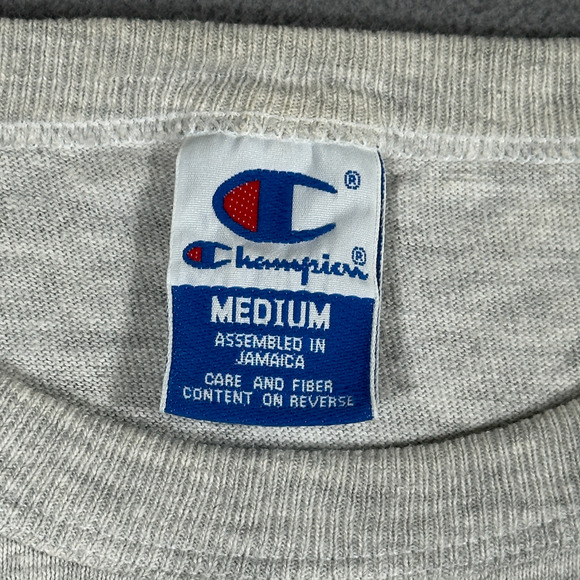 ®
Champion®
MEDIUM
ASSEMBLED IN
JAMAICA
CARE AND FIBER
CONTENT ON REVERSE